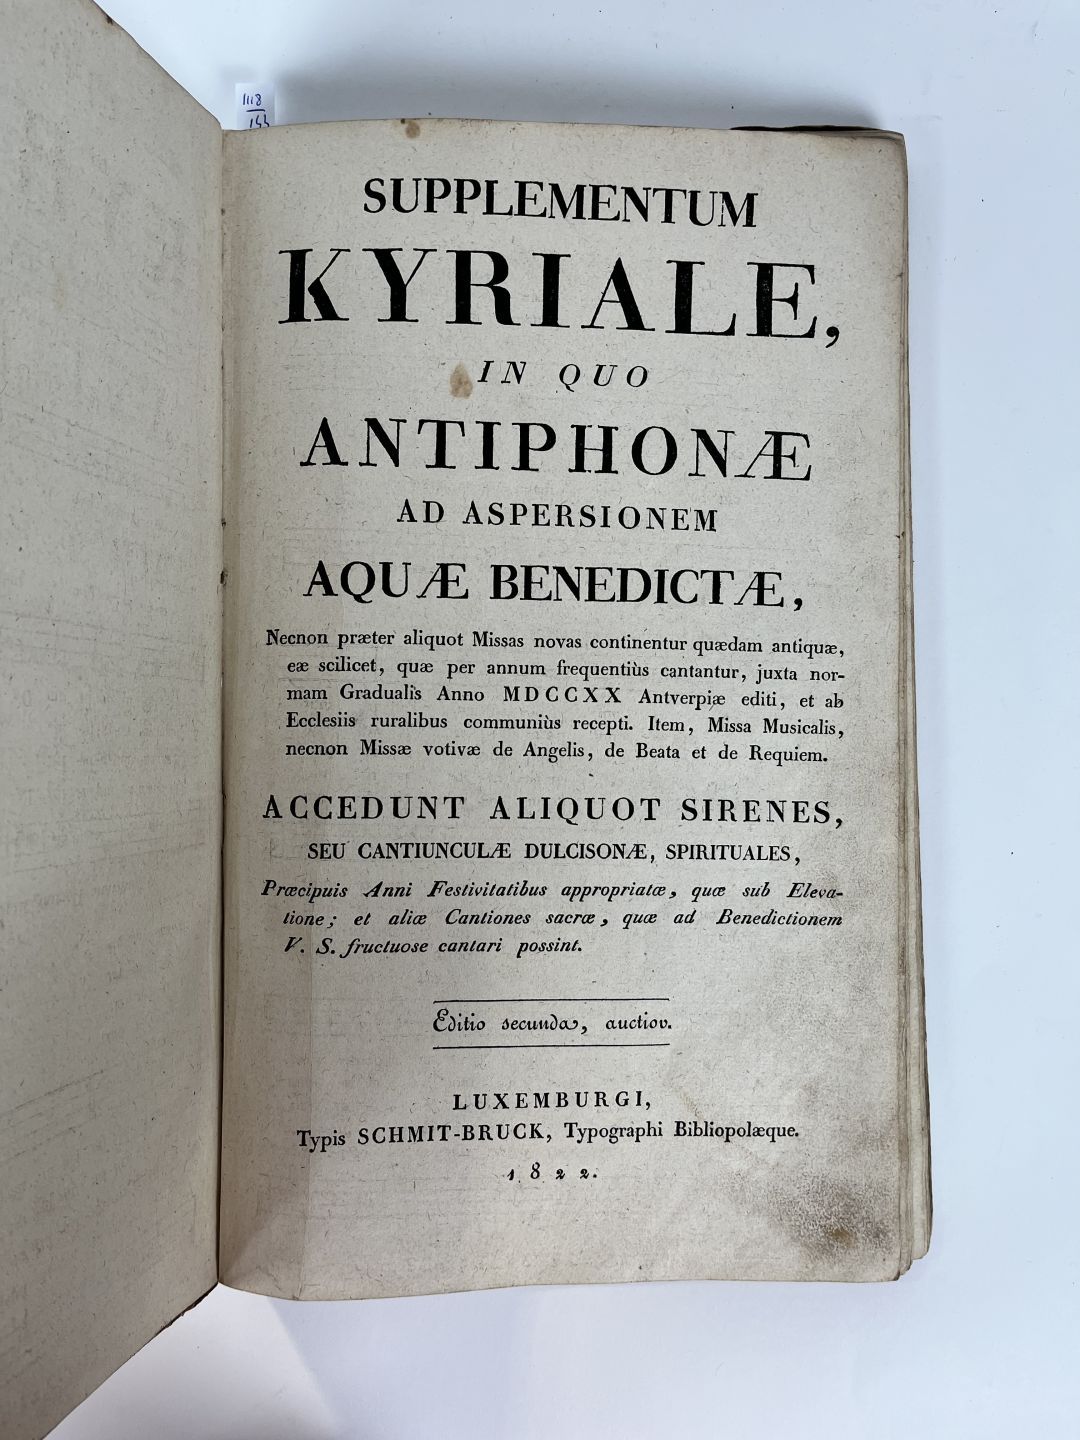 1118
SUPPLEMENTUM
KYRIALE,
IN QUO
ANTIPHONÆ
AD ASPERSIONEM
AQUÆ BENEDICTÆ,
Necnon præter aliquot Missas novas continentur quædam antiquæ,
eæ scilicet, quæ per annum frequentiùs cantantur, juxta nor-
mam Gradualis Anno MDCCXX Antverpiæ editi, et ab
Ecclesiis ruralibus communiùs recepti. Item, Missa Musicalis,
necnon Missæ votivæ de Angelis, de Beata et de Requiem.
ACCEDUNT ALIQUOT SIRENES,
SEU CANTIUNCULÆ DULCISONÆ, SPIRITUALES,
Præcipuis Anni Festivitatibus appropriatæ, quæ sub Eleva-
tione; et aliæ Cantiones sacræ, quæ ad Benedictionem
V. S. fructuose cantari possint.
Editio secunda, auctior.
LUXEMBURGI,
Typis SCHMIT-BRUCK, Typographi Bibliopolæque.
1822.